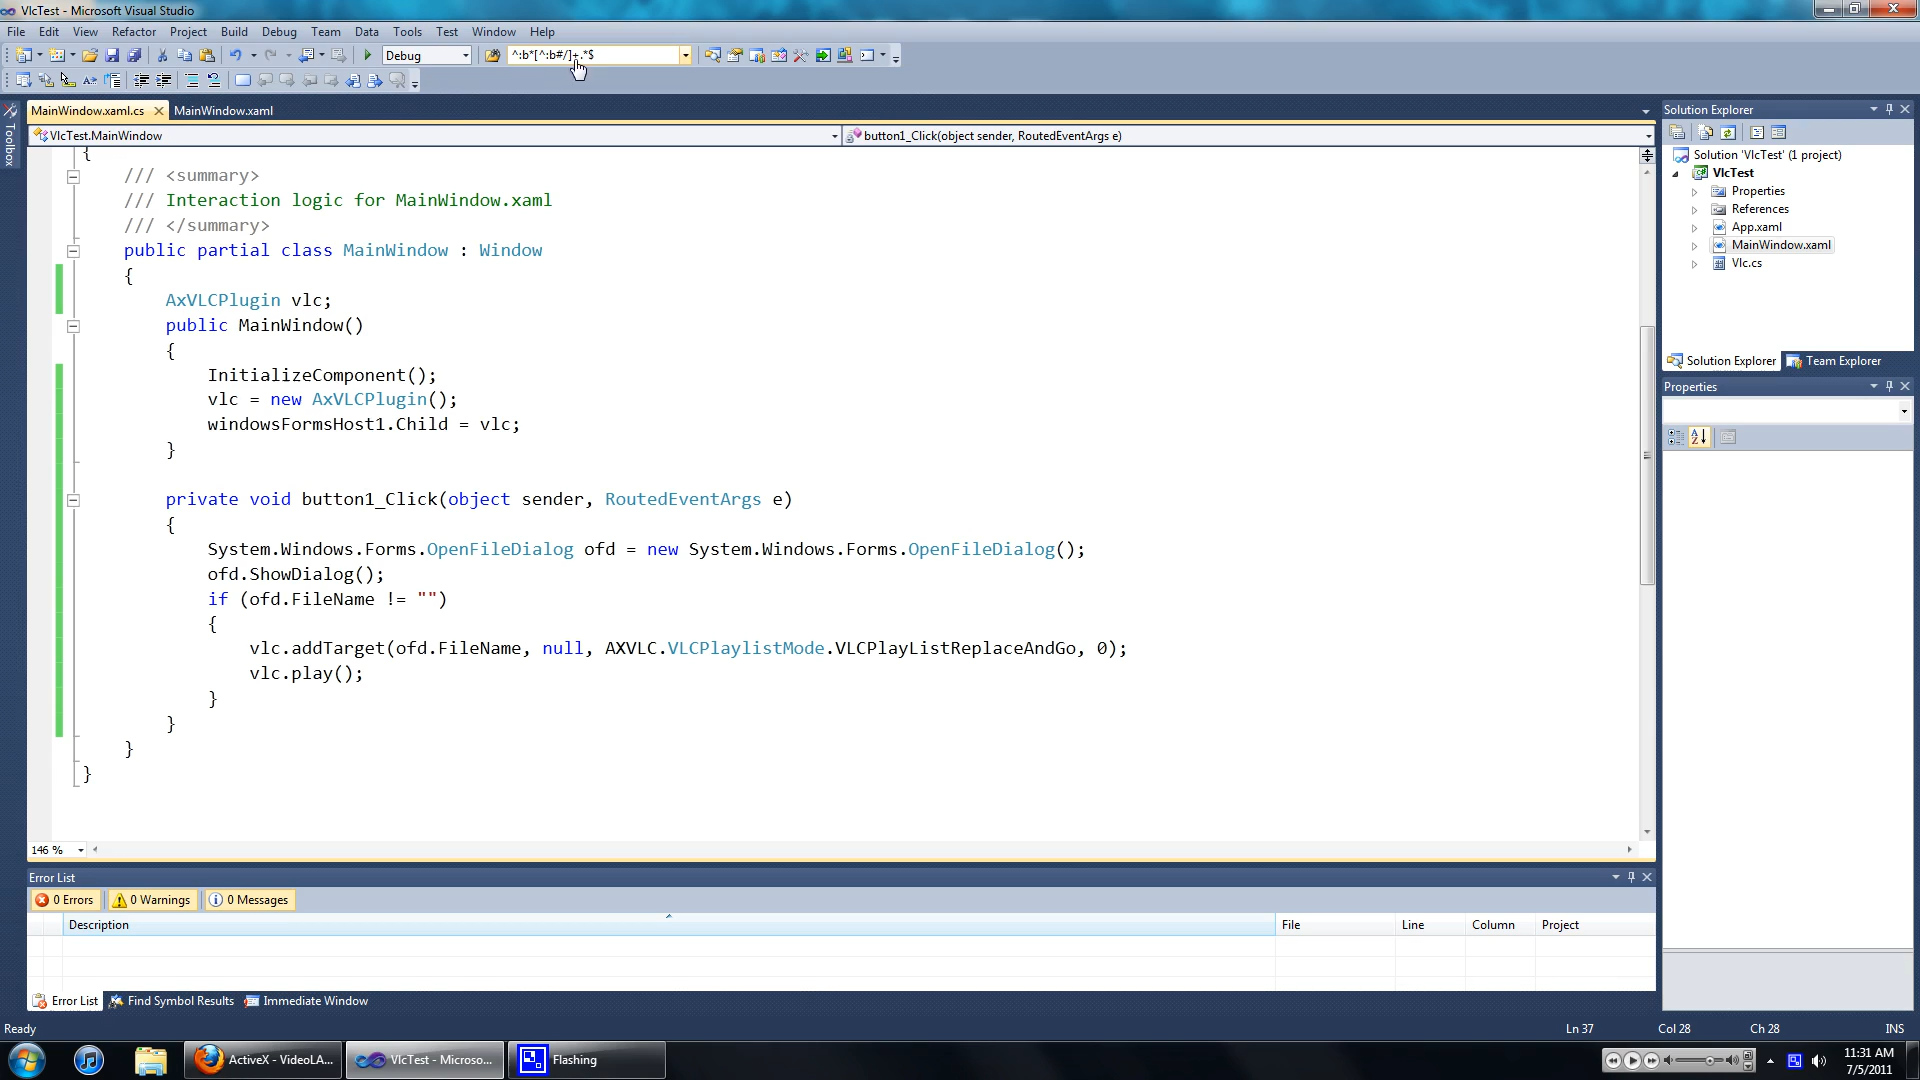 VlcTest - Microsoft Visual Studio
File Edit View Refactor Project Build Debug Team Data Tools Test Window Help
Debug ^:b*[^:b#/]+.*$
MainWindow.xaml.cs MainWindow.xaml
VlcTest.MainWindow button1_Click(object sender, RoutedEventArgs e)
Toolbox
{
/// <summary>
/// Interaction logic for MainWindow.xaml
/// </summary>
public partial class MainWindow : Window
{
AxVLCPlugin vlc;
public MainWindow()
{
InitializeComponent();
vlc = new AxVLCPlugin();
windowsFormsHost1.Child = vlc;
}
private void button1_Click(object sender, RoutedEventArgs e)
{
System.Windows.Forms.OpenFileDialog ofd = new System.Windows.Forms.OpenFileDialog();
ofd.ShowDialog();
if (ofd.FileName != "")
{
vlc.addTarget(ofd.FileName, null, AXVLC.VLCPlaylistMode.VLCPlayListReplaceAndGo, 0);
vlc.play();
}
}
}
}
146 %
Solution Explorer
Solution 'VlcTest' (1 project)
VlcTest
Properties
References
App.xaml
MainWindow.xaml
Vlc.cs
Solution Explorer Team Explorer
Properties
Error List
0 Errors 0 Warnings 0 Messages
Description File Line Column Project
Error List Find Symbol Results Immediate Window
Ready Ln 37 Col 28 Ch 28 INS
ActiveX - VideoLA... VlcTest - Microso... Flashing
11:31 AM
7/5/2011